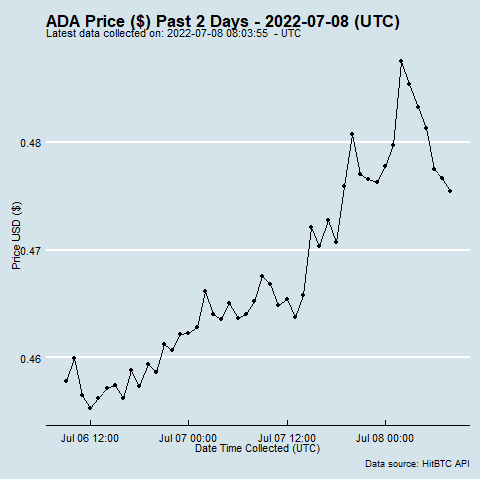 ADA Price ($) Past 2 Days - 2022-07-08 (UTC)
Latest data collected on: 2022-07-08 08:03:55  - UTC
0.48
0.47
0.46
Price USD ($)
Jul 06 12:00
Jul 07 00:00
Jul 07 12:00
Jul 08 00:00
Date Time Collected (UTC)
Data source: HitBTC API